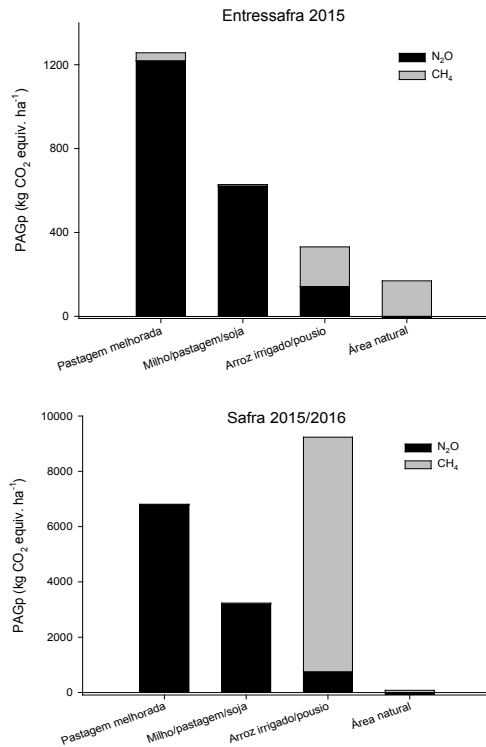 Entressafra 2015
N₂O
CH₄
PAGp (kg CO₂ equiv. ha⁻¹)
1200
800
400
0
Pastagem melhorada
Milho/pastagem/soja
Arroz irrigado/pousio
Área natural
Safra 2015/2016
N₂O
CH₄
PAGp (kg CO₂ equiv. ha⁻¹)
10000
8000
6000
4000
2000
0
Pastagem melhorada
Milho/pastagem/soja
Arroz irrigado/pousio
Área natural